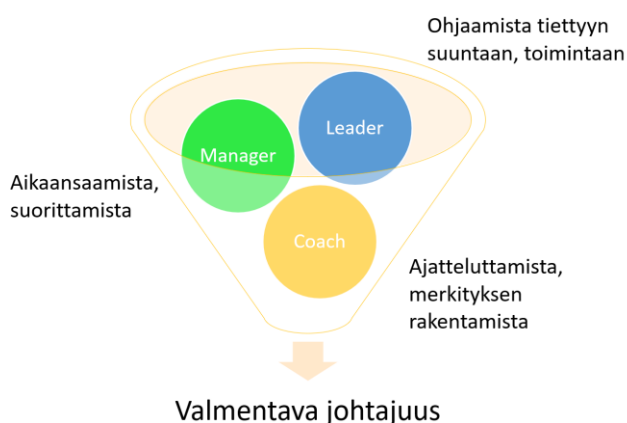 Ohjaamista tiettyyn
suuntaan, toimintaan
Leader
Manager
Aikaansaamista,
suorittamista
Coach
Ajatteluttamista,
merkityksen
rakentamista
Valmentava johtajuus